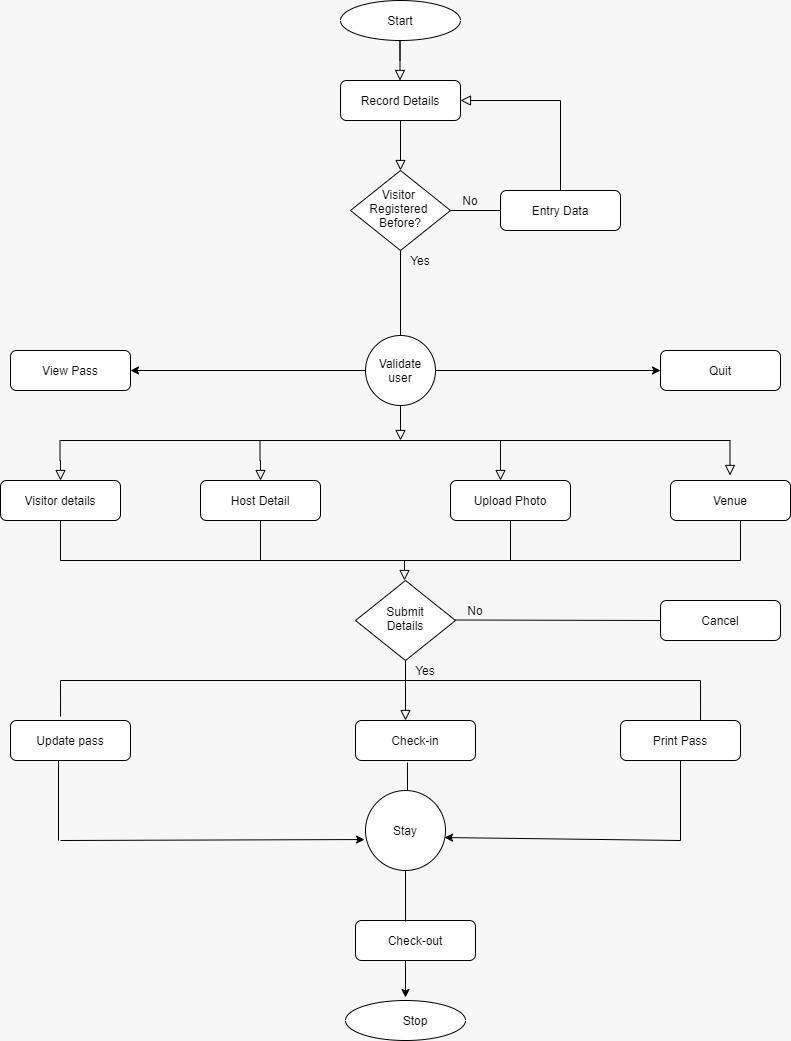 Start
Record Details
Visitor
Registered
Before?
No
Entry Data
Yes
View Pass
Validate
user
Quit
Visitor details
Host Detail
Upload Photo
Venue
Submit
Details
No
Cancel
Yes
Update pass
Check-in
Print Pass
Stay
Check-out
Stop